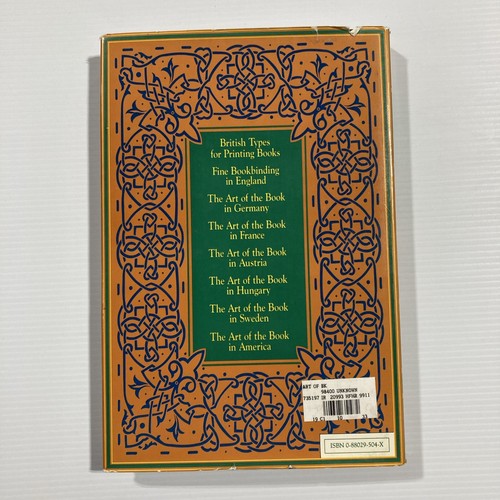 British Types
for Printing Books
Fine Bookbinding
in England
The Art of the Book
in Germany
The Art of the Book
in France
The Art of the Book
in Austria
The Art of the Book
in Hungary
The Art of the Book
in Sweden
The Art of the Book
in America
ART OF BK
98400 UNKNOWN
ISBN 0-88029-504-X